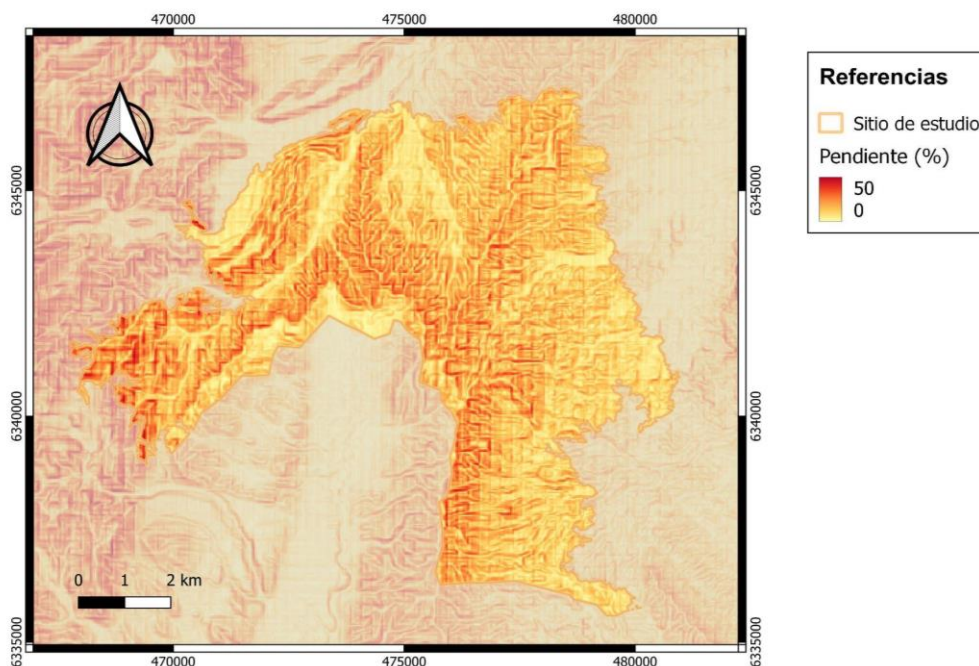 470000 475000 480000
Referencias
Sitio de estudio
Pendiente (%)
50
0
6345000 6345000
6340000 6340000
0 1 2 km
6335000 6335000
470000 475000 480000